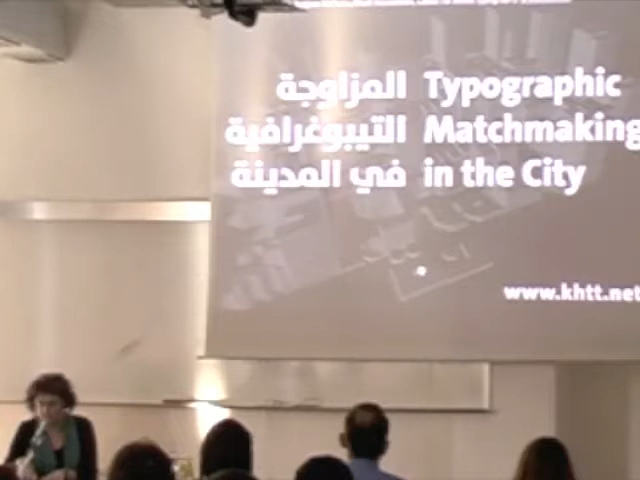 المزاوجة
التيبوغرافية
في المدينة
Typographic
Matchmaking
in the City
www.khtt.net